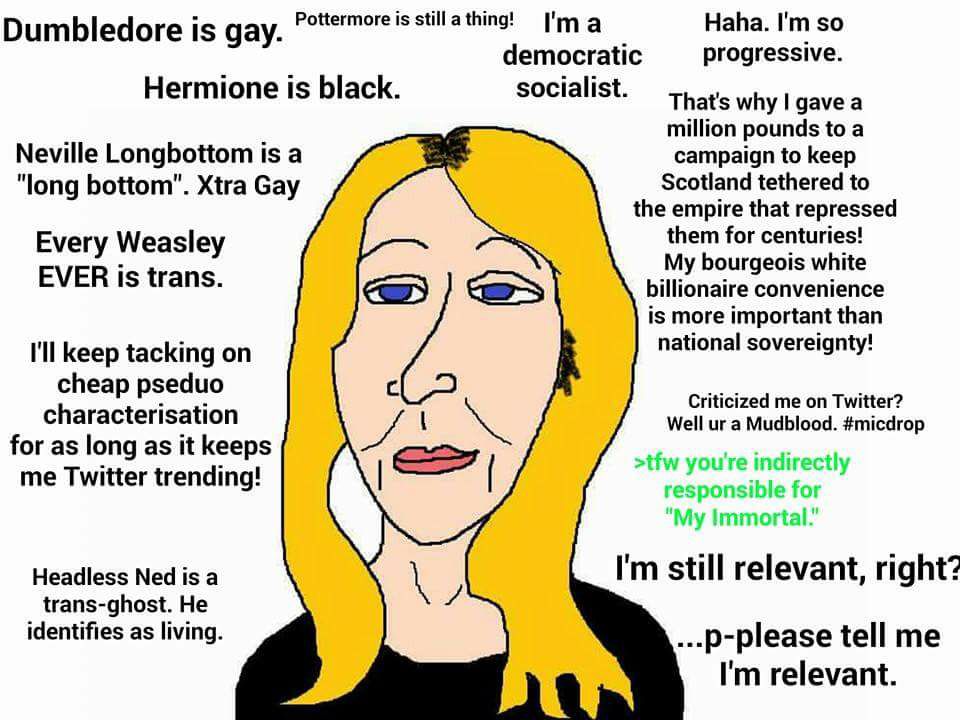 Dumbledore is gay.
Pottermore is still a thing!
I'm a
democratic
socialist.
Haha. I'm so
progressive.
Hermione is black.
That's why I gave a
million pounds to a
campaign to keep
Scotland tethered to
the empire that repressed
them for centuries!
My bourgeois white
billionaire convenience
is more important than
national sovereignty!
Neville Longbottom is a
"long bottom". Xtra Gay
Every Weasley
EVER is trans.
I'll keep tacking on
cheap pseduo
characterisation
for as long as it keeps
me Twitter trending!
Criticized me on Twitter?
Well ur a Mudblood. #micdrop
>tfw you're indirectly
responsible for
"My Immortal."
Headless Ned is a
trans-ghost. He
identifies as living.
I'm still relevant, right?
...p-please tell me
I'm relevant.